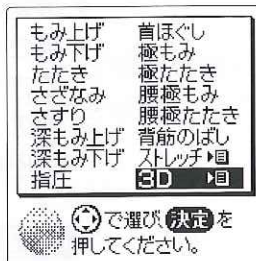 もみ上げ 首ほぐし
もみ下げ 極もみ
たたき 極たたき
さざなみ 腰極もみ
さすり 腰極たたき
深もみ上げ 背筋のばし
深もみ下げ ストレッチ
指圧 3D
で選び、決定を
押してください。